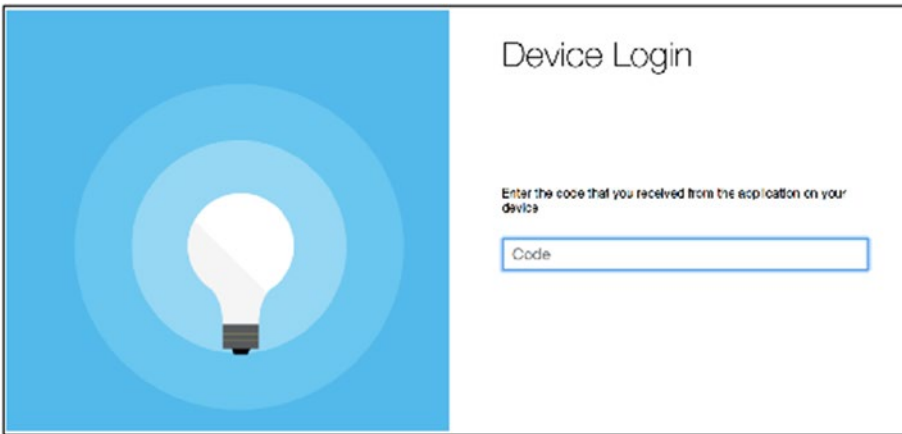 Device Login
Enter the code that you received from the application on your
device
Code